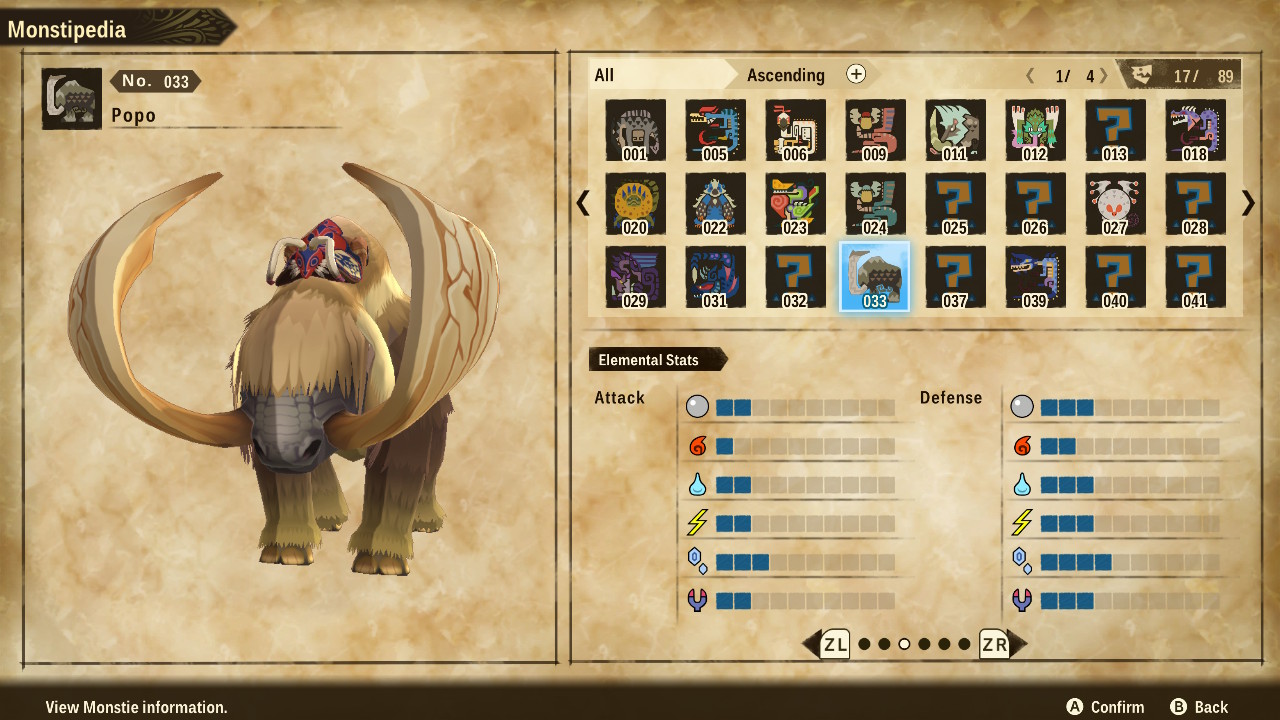 Monstipedia
No. 033
Popo
All
Ascending
1/ 4
17/ 89
001 005 006 009 011 012 013 018
020 022 023 024 025 026 027 028
029 031 032 033 037 039 040 041
Elemental Stats
Attack
Defense
ZL
ZR
View Monstie information.
A Confirm B Back